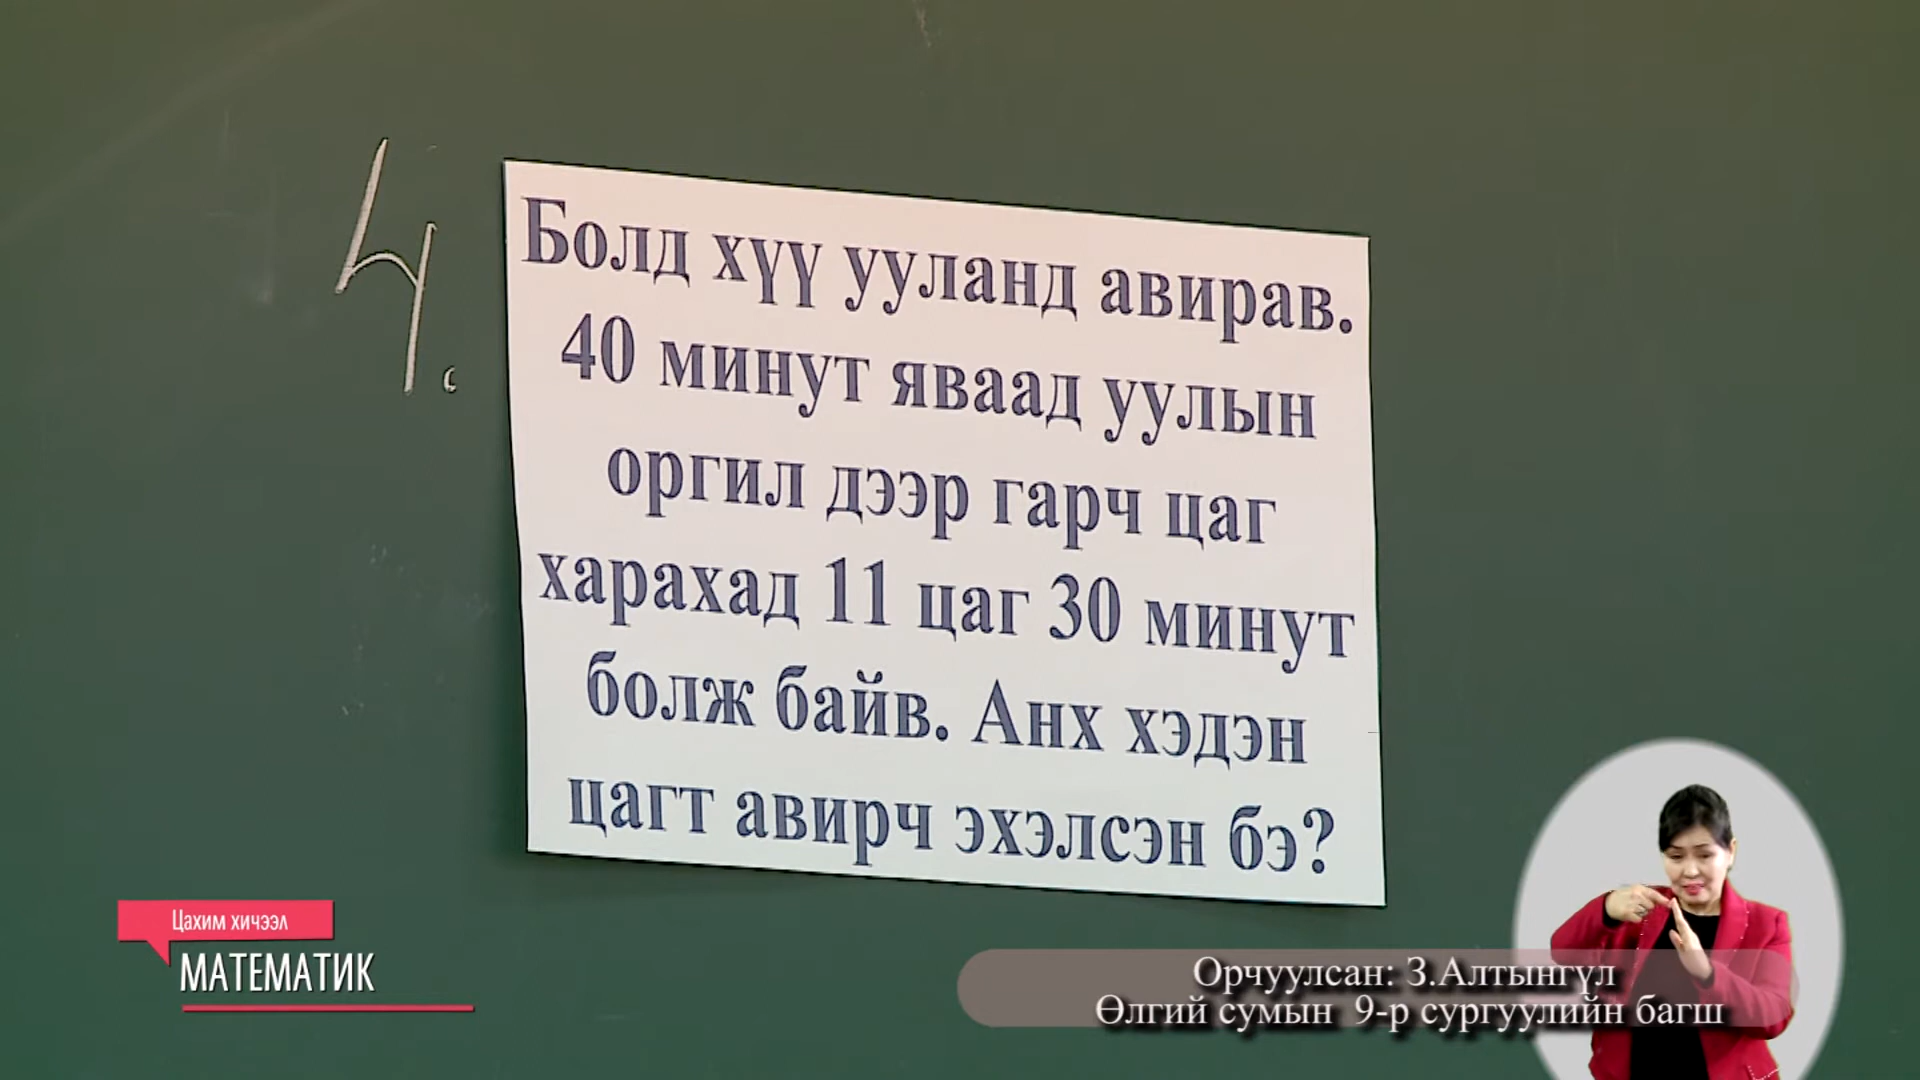 4.
Болд хүү ууланд авирав.
40 минут яваад уулын
оргил дээр гарч цаг
харахад 11 цаг 30 минут
болж байв. Анх хэдэн
цагт авирч эхэлсэн бэ?
Цахим хичээл
МАТЕМАТИК
Орчуулсан: З.Алтынгүл
Өлгий сумын 9-р сургуулийн багш